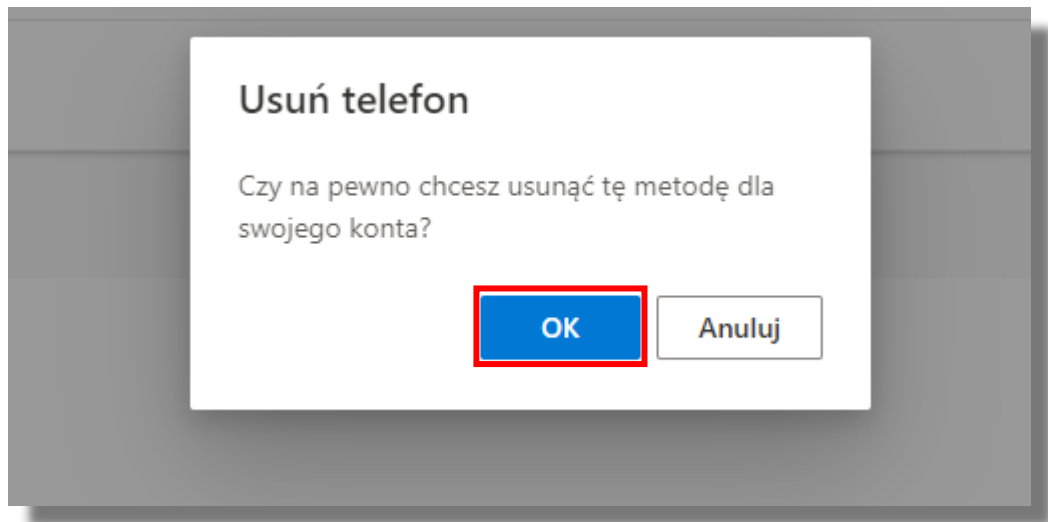 Usuń telefon
Czy na pewno chcesz usunąć tę metodę dla
swojego konta?
OK
Anuluj